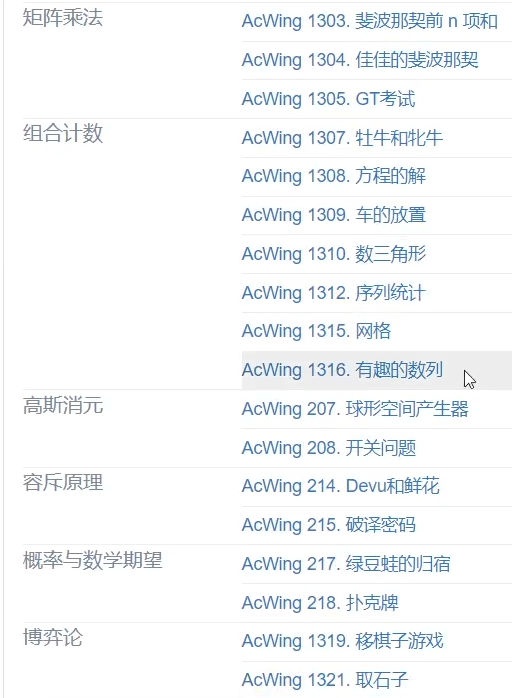 矩阵乘法
AcWing 1303. 斐波那契前 n 项和
AcWing 1304. 佳佳的斐波那契
AcWing 1305. GT考试
组合计数
AcWing 1307. 牡牛和牝牛
AcWing 1308. 方程的解
AcWing 1309. 车的放置
AcWing 1310. 数三角形
AcWing 1312. 序列统计
AcWing 1315. 网格
AcWing 1316. 有趣的数列
高斯消元
AcWing 207. 球形空间产生器
AcWing 208. 开关问题
容斥原理
AcWing 214. Devu和鲜花
AcWing 215. 破译密码
概率与数学期望
AcWing 217. 绿豆蛙的归宿
AcWing 218. 扑克牌
博弈论
AcWing 1319. 移棋子游戏
AcWing 1321. 取石子